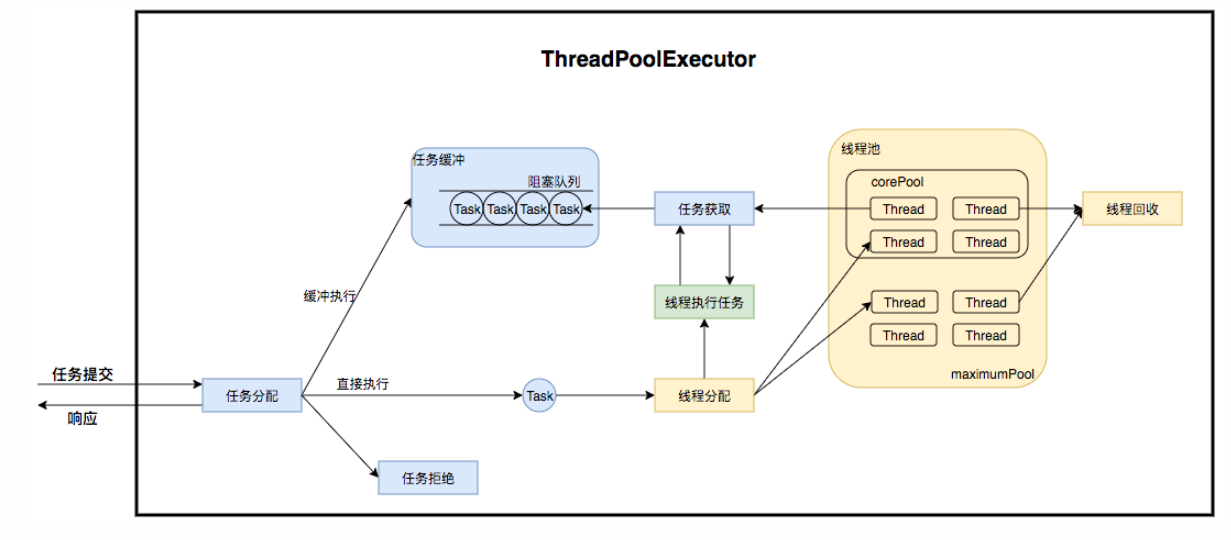 ThreadPoolExecutor
任务缓冲
阻塞队列
Task
Task
Task
Task
任务获取
线程池
corePool
Thread
Thread
Thread
Thread
线程回收
缓冲执行
线程执行任务
Thread
Thread
Thread
Thread
maximumPool
任务提交
响应
任务分配
直接执行
Task
线程分配
任务拒绝